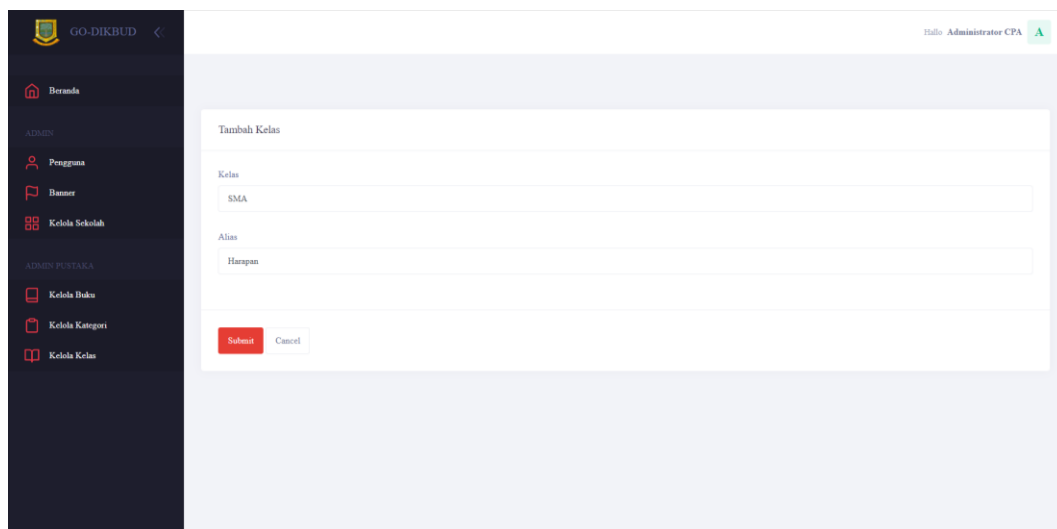 GO-DIKBUD
Hallo Administrator CPA A
Beranda
ADMIN
Pengguna
Banner
Kelola Sekolah
ADMIN PUSTAKA
Kelola Buku
Kelola Kategori
Kelola Kelas
Tambah Kelas
Kelas
SMA
Alias
Harapan
Submit Cancel